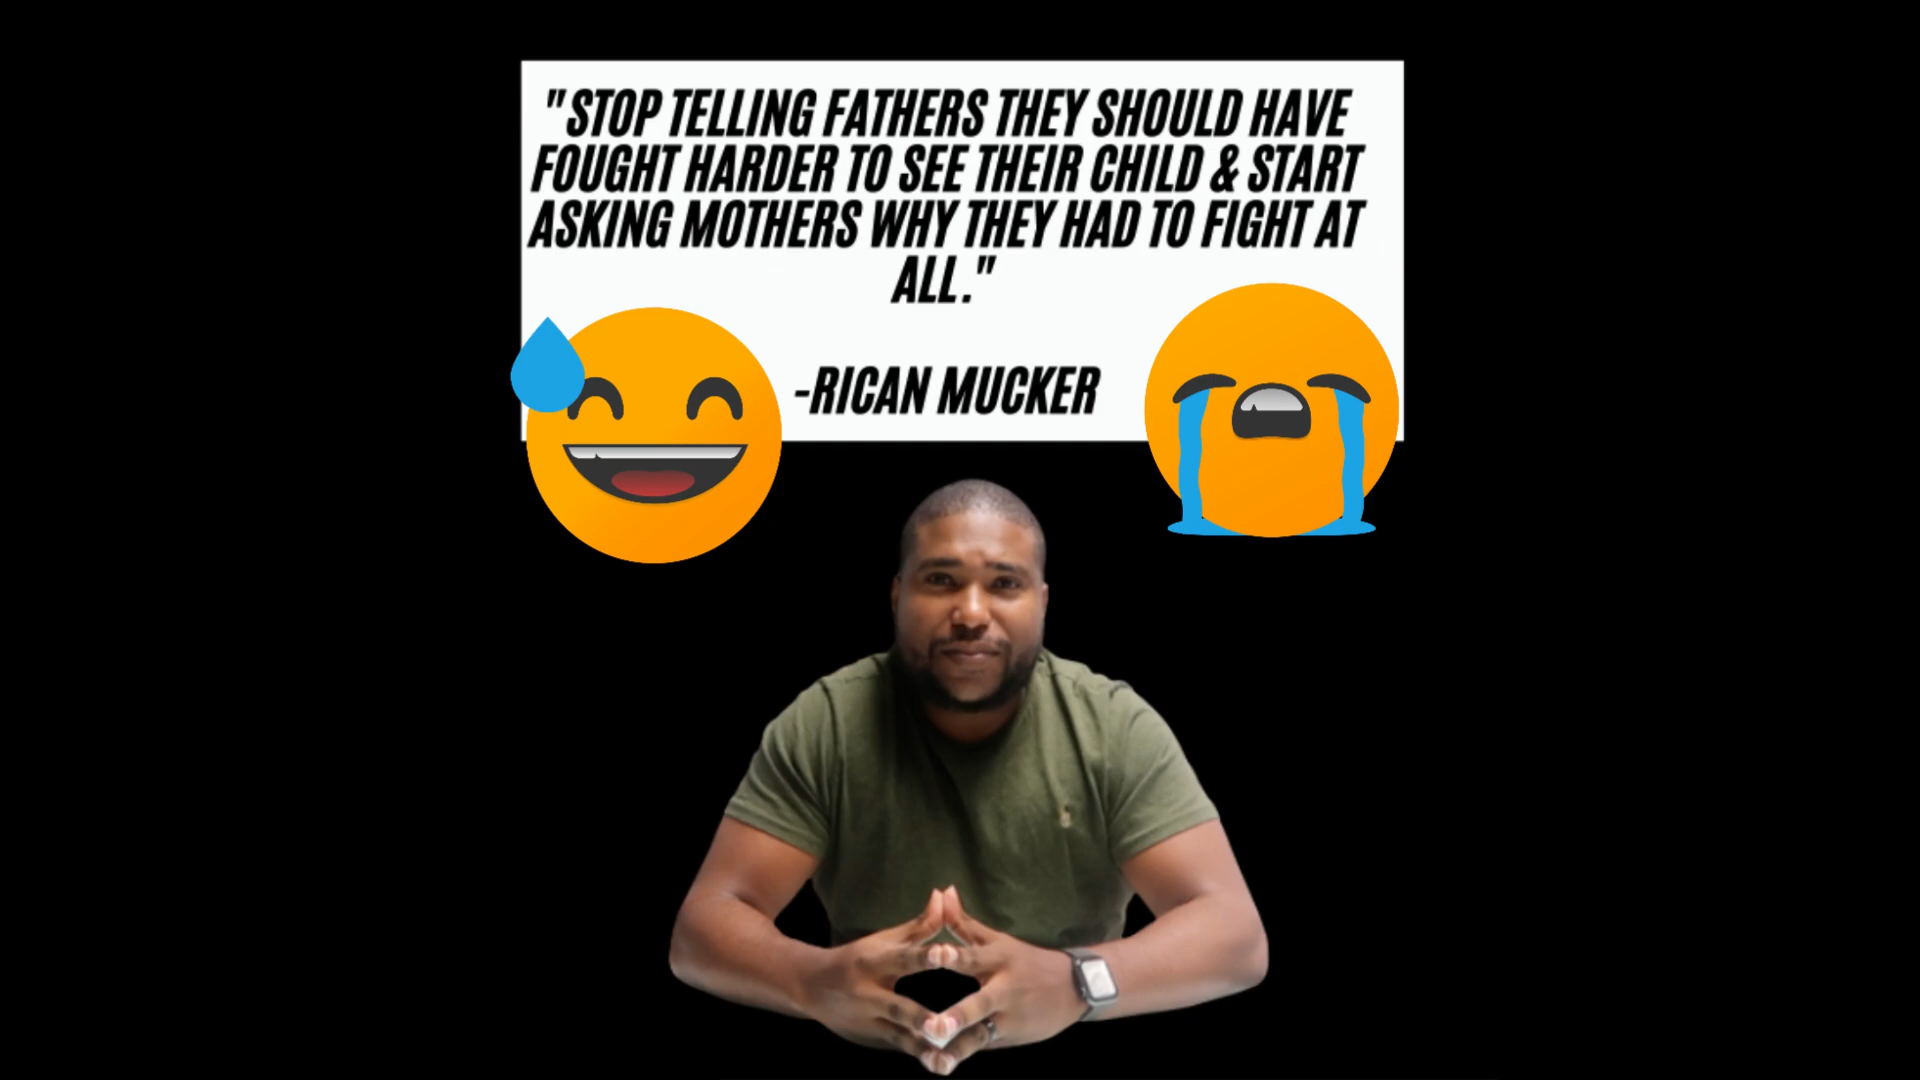 "STOP TELLING FATHERS THEY SHOULD HAVE
FOUGHT HARDER TO SEE THEIR CHILD & START
ASKING MOTHERS WHY THEY HAD TO FIGHT AT
ALL."
-RICAN MUCKER